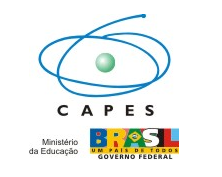 CAPES
Ministério
da Educação
BRASIL
UM PAÍS DE TODOS
GOVERNO FEDERAL